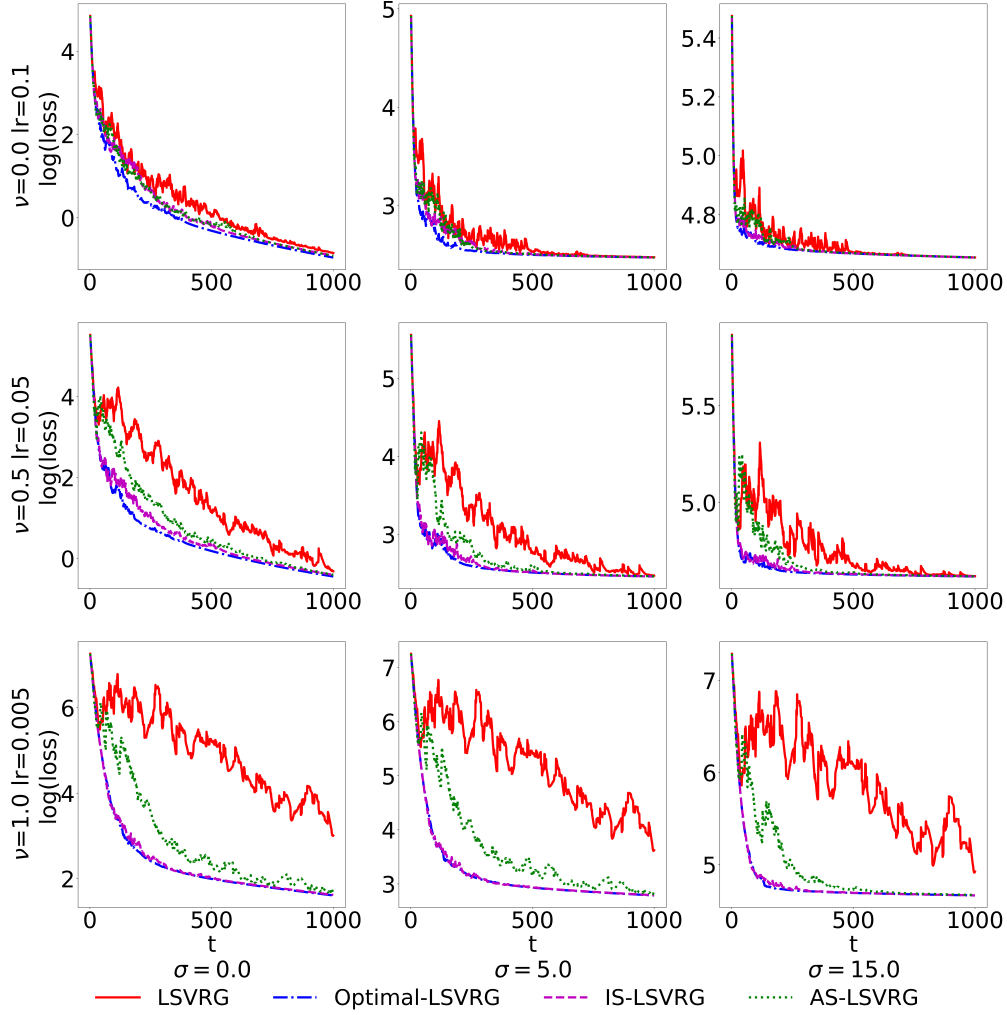 ν=0.0 lr=0.1
log(loss)
4
2
0
0 500 1000
5
4
3
0 500 1000
5.4
5.2
5.0
4.8
0 500 1000
ν=0.5 lr=0.05
log(loss)
4
2
0
0 500 1000
5
4
3
0 500 1000
5.5
5.0
0 500 1000
ν=1.0 lr=0.005
log(loss)
6
4
2
0 500 1000
t
σ = 0.0
7
6
5
4
3
0 500 1000
t
σ = 5.0
7
6
5
0 500 1000
t
σ = 15.0
LSVRG Optimal-LSVRG IS-LSVRG AS-LSVRG